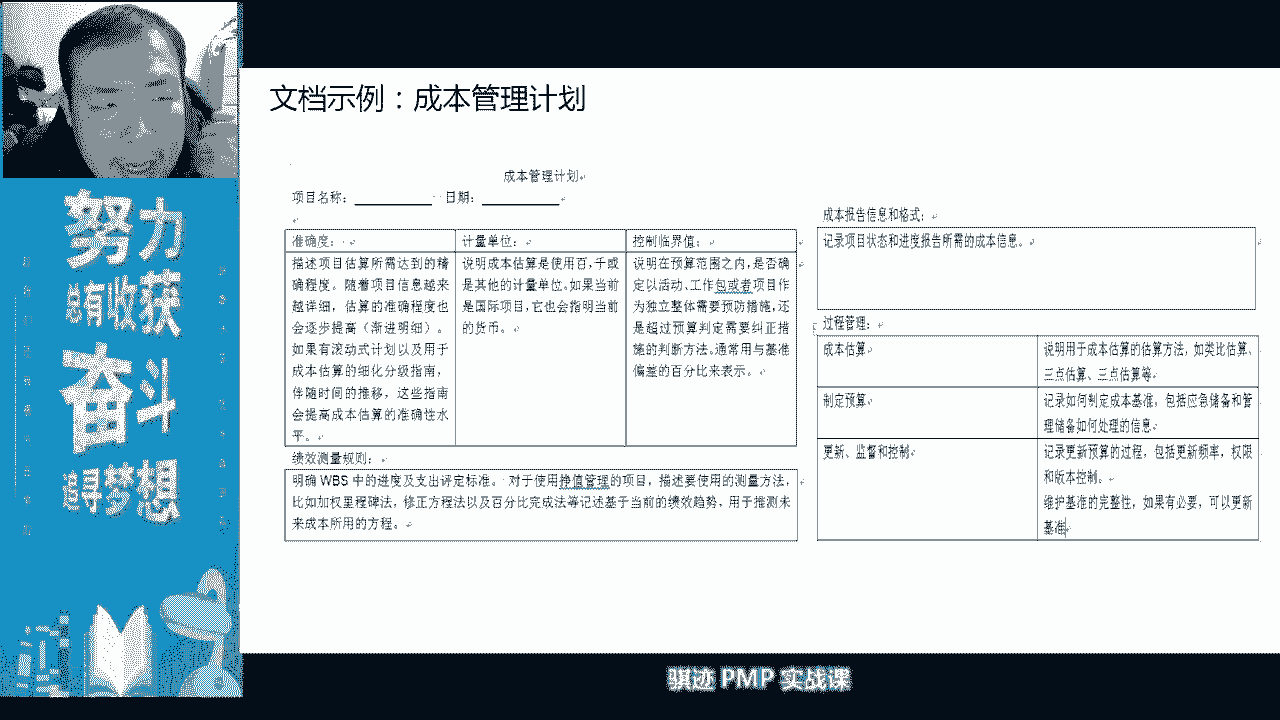 努力
总有收获
奋斗
追寻梦想
文档示例：成本管理计划
成本管理计划
项目名称： 日期：
准确度：
描述项目估算所需达到的精
确程度。随着项目信息越来
越详细，估算的准确程度也
会逐步提高（渐进明细）。
如果有滚动式计划以及用于
成本估算的细化分级指南，
伴随时间的推移，这些指南
会提高成本估算的准确性水
平。
计量单位：
说明成本估算是使用百,千或
是其他的计量单位。如果当前
是国际项目，它也会指明当前
的货币。
控制临界值：
说明在预算范围之内,是否确
定以活动、工作包或者项目作
为独立整体需要预防措施,还
是超过预算判定需要纠正措
施的判断方法。通常用与基准
偏差的百分比来表示。
绩效测量规则：
明确 WBS 中的进度及支出评定标准。 对于使用挣值管理的项目，描述要使用的测量方法，
比如加权里程碑法，修正方程法以及百分比完成法等记述基于当前的绩效趋势，用于推测未
来成本所用的方程。
成本报告信息和格式：
记录项目状态和进度报告所需的成本信息。
过程管理：
成本估算
说明用于成本估算的估算方法，如类比估算、
三点估算、三点估算等
制定预算
记录如何制定成本基准，包括应急储备和管
理储备如何处理的信息
更新、监督和控制
记录更新预算的过程，包括更新频率，权限
和版本控制。
维护基准的完整性，如果有必要，可以更新
基准
骐迹 PMP 实战课